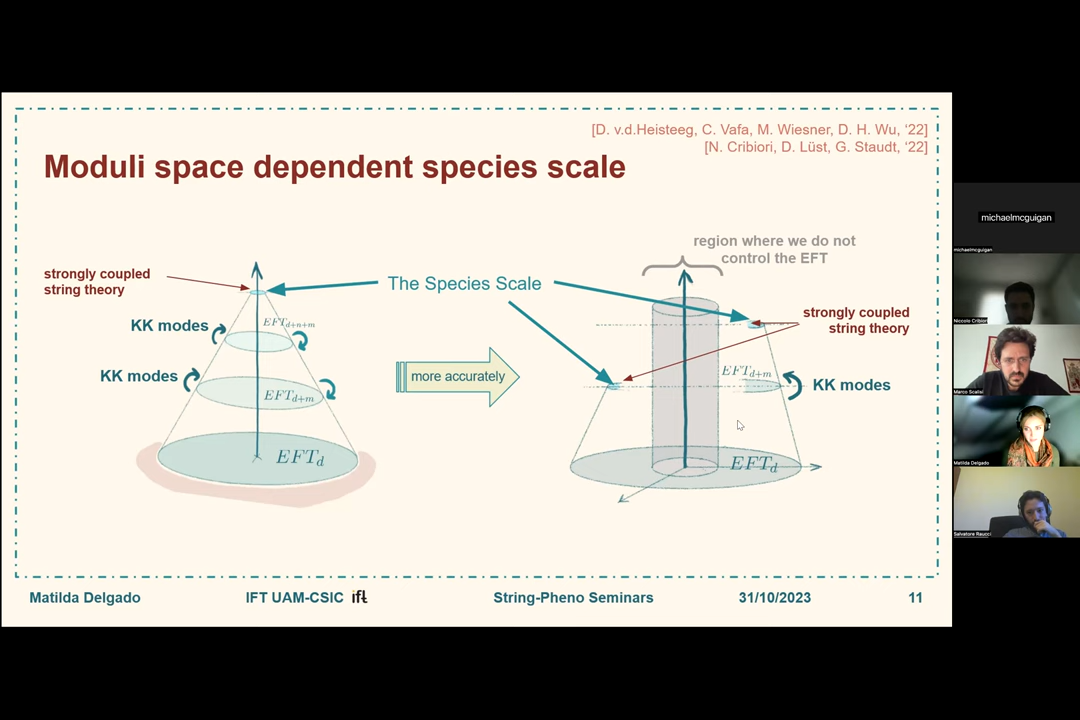 [D. v.d.Heisteeg, C. Vafa, M. Wiesner, D. H. Wu, '22]
[N. Cribiori, D. Lüst, G. Staudt, '22]
Moduli space dependent species scale
region where we do not
control the EFT
strongly coupled
string theory
The Species Scale
strongly coupled
string theory
KK modes
EFT_{d+n+m}
KK modes
EFT_{d+m}
more accurately
EFT_{d+m}
KK modes
EFT_d
EFT_d
Matilda Delgado
IFT UAM-CSIC ift
String-Pheno Seminars
31/10/2023
11
michaelmcguigan
michaelmcguigan
Niccolo Cribiori
Marco Scalisi
Matilda Delgado
Salvatore Raucci